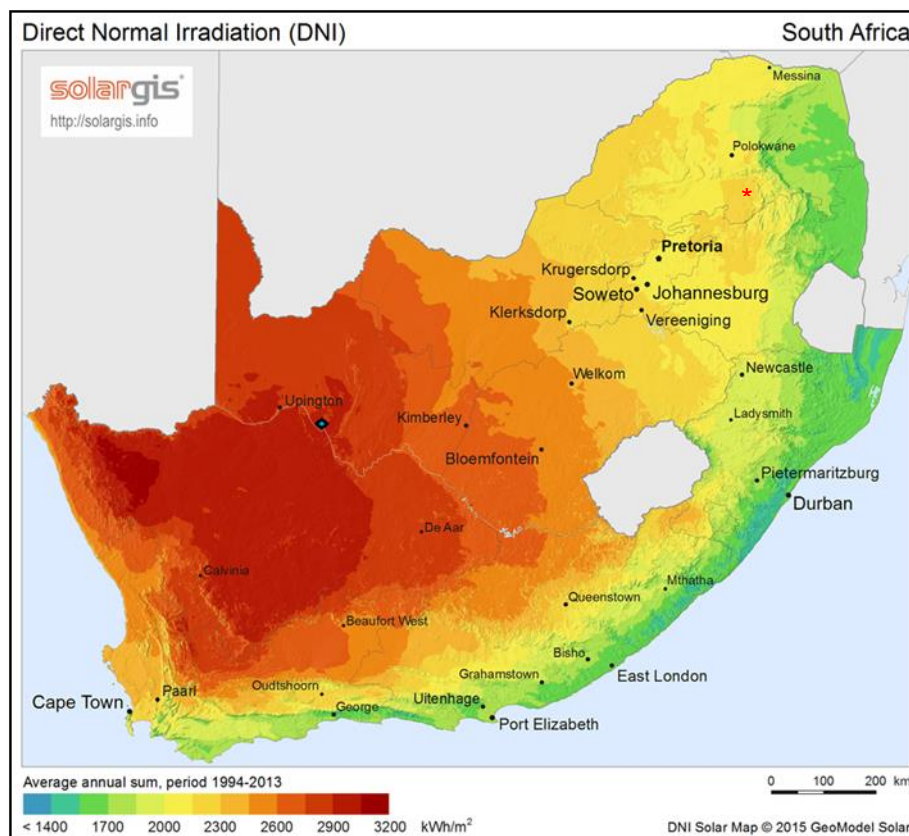 Direct Normal Irradiation (DNI)
South Africa
solargis
http://solargis.info
Messina
Polokwane
*
Pretoria
Krugersdorp
Soweto
Johannesburg
Klerksdorp
Vereeniging
Welkom
Newcastle
Upington
Kimberley
Ladysmith
Bloemfontein
Pietermaritzburg
Durban
De Aar
Calvinia
Mthatha
Queenstown
Beaufort West
Bisho
Grahamstown
East London
Oudtshoorn
Paarl
Uitenhage
Cape Town
George
Port Elizabeth
Average annual sum, period 1994-2013
0 100 200 km
< 1400 1700 2000 2300 2600 2900 3200 kWh/m²
DNI Solar Map © 2015 GeoModel Solar